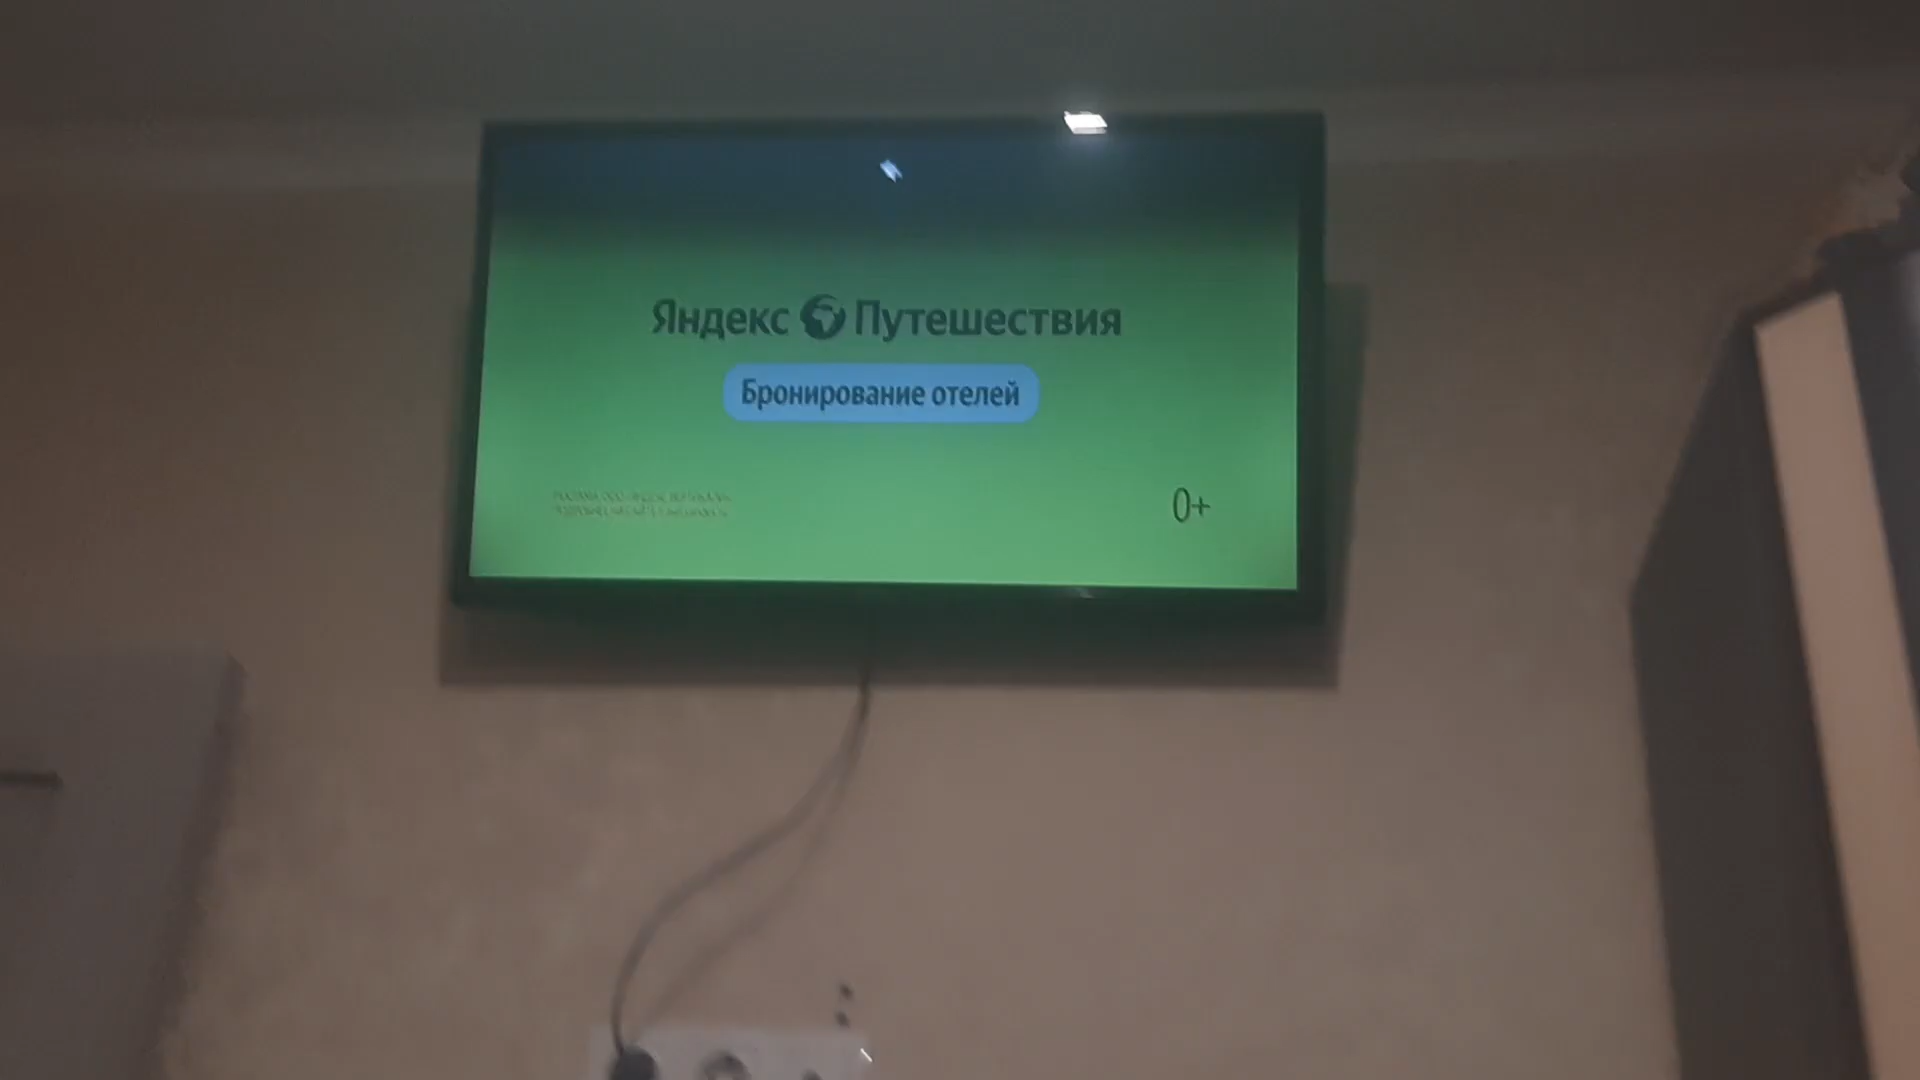 Яндекс Путешествия
Бронирование отелей
0+